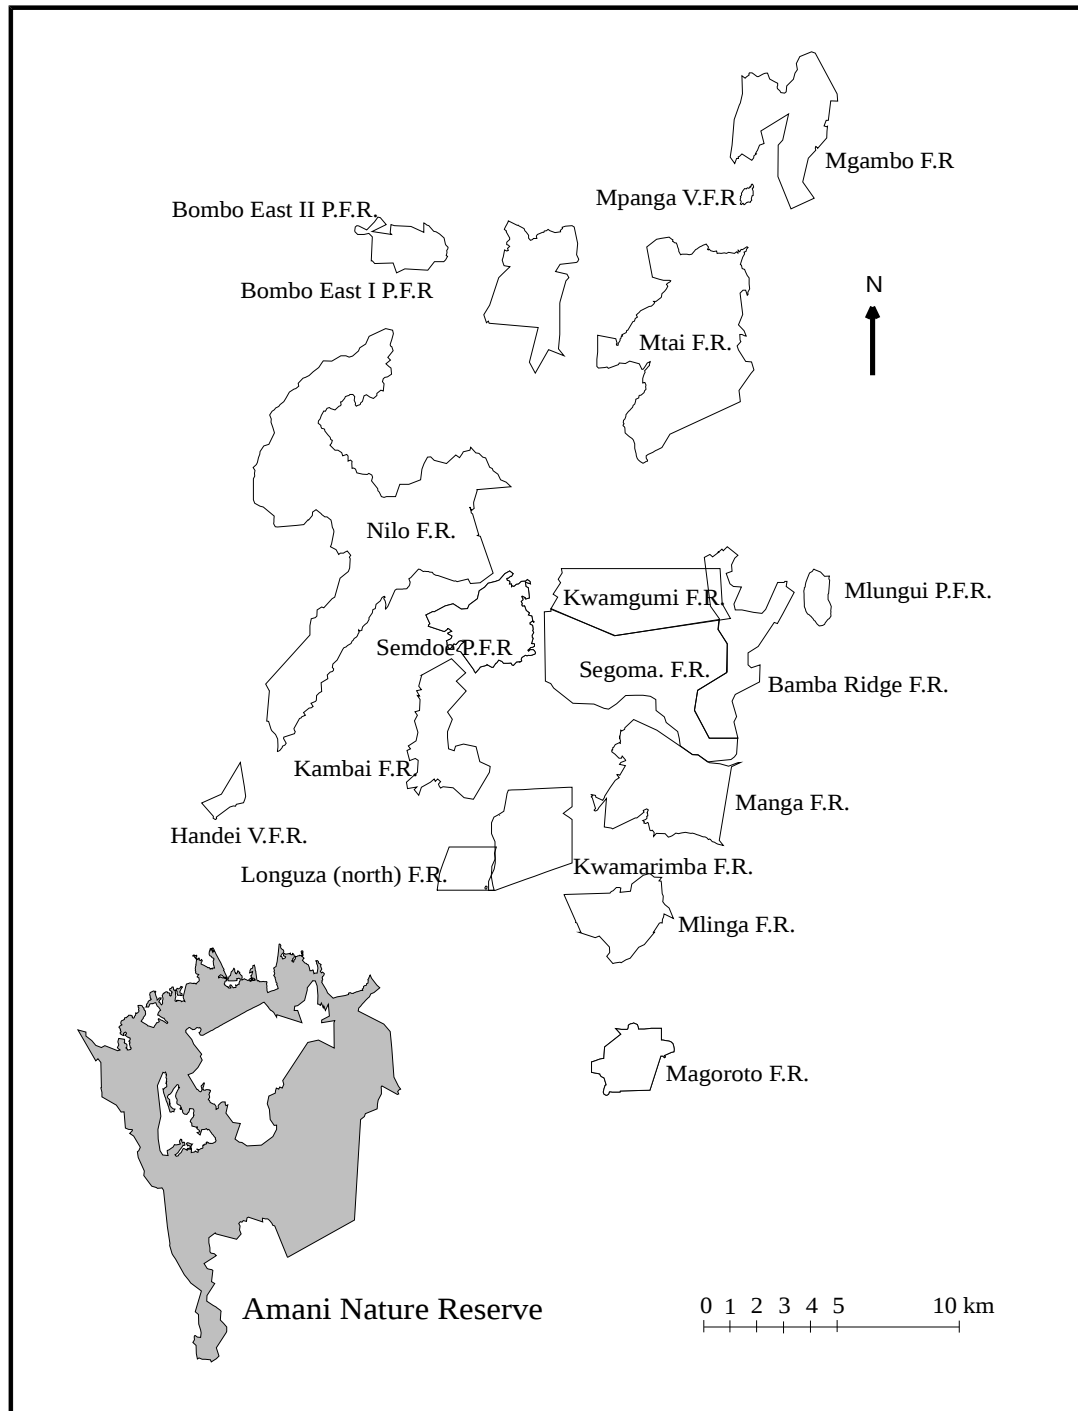 Mgambo F.R
Mpanga V.F.R
Bombo East II P.F.R.
Bombo East I P.F.R
N
Mtai F.R.
Nilo F.R.
Kwamgumi F.R.
Mlungui P.F.R.
Semdoe P.F.R
Segoma. F.R.
Bamba Ridge F.R.
Kambai F.R.
Manga F.R.
Handei V.F.R.
Longuza (north) F.R.
Kwamarimba F.R.
Mlinga F.R.
Magoroto F.R.
Amani Nature Reserve
0 1 2 3 4 5 10 km